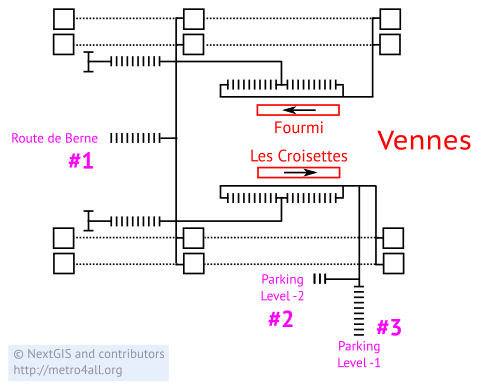 Fourmi
Vennes
Les Croisettes
Route de Berne
#1
Parking
Level -2
#2
#3
Parking
Level -1
© NextGIS and contributors
http://metro4all.org